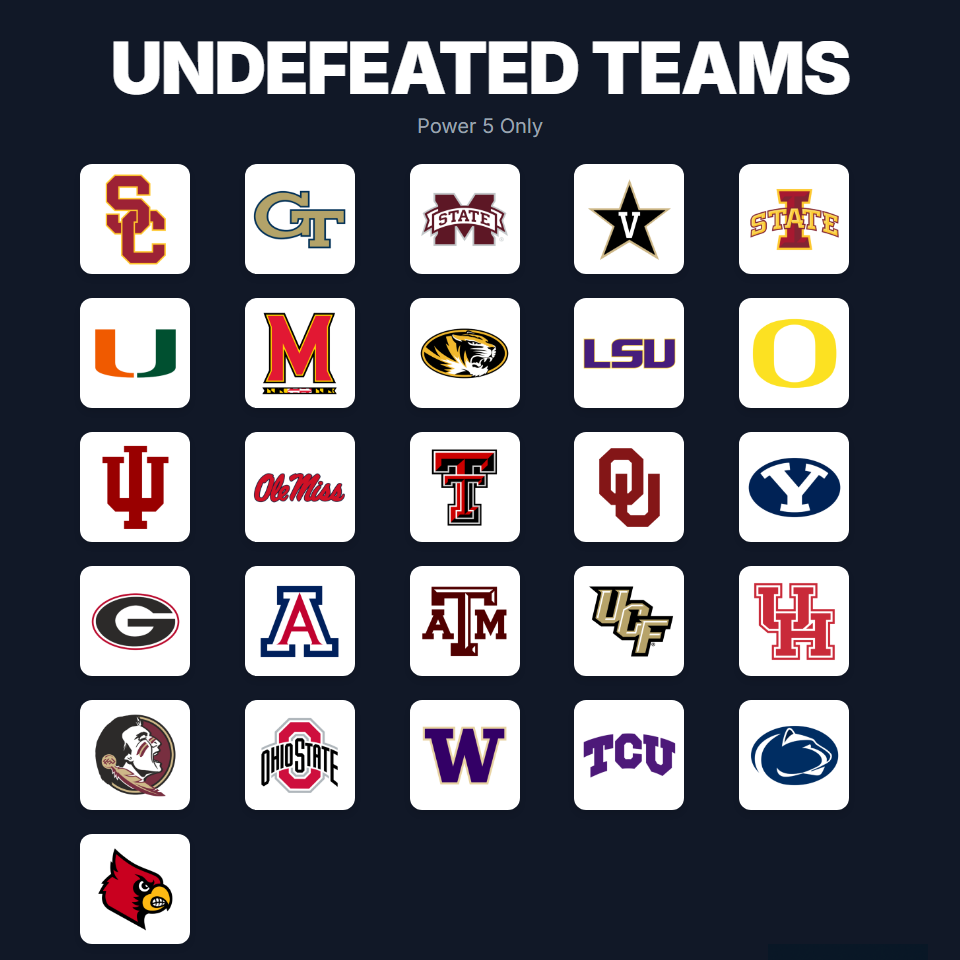 UNDEFEATED TEAMS
Power 5 Only
SC
GT
M STATE
V
I STATE
U
M
LSU
O
IU
Ole Miss
TT
OU
Y
G
A
ATM
UCF
UH
OHIO STATE
W
TCU